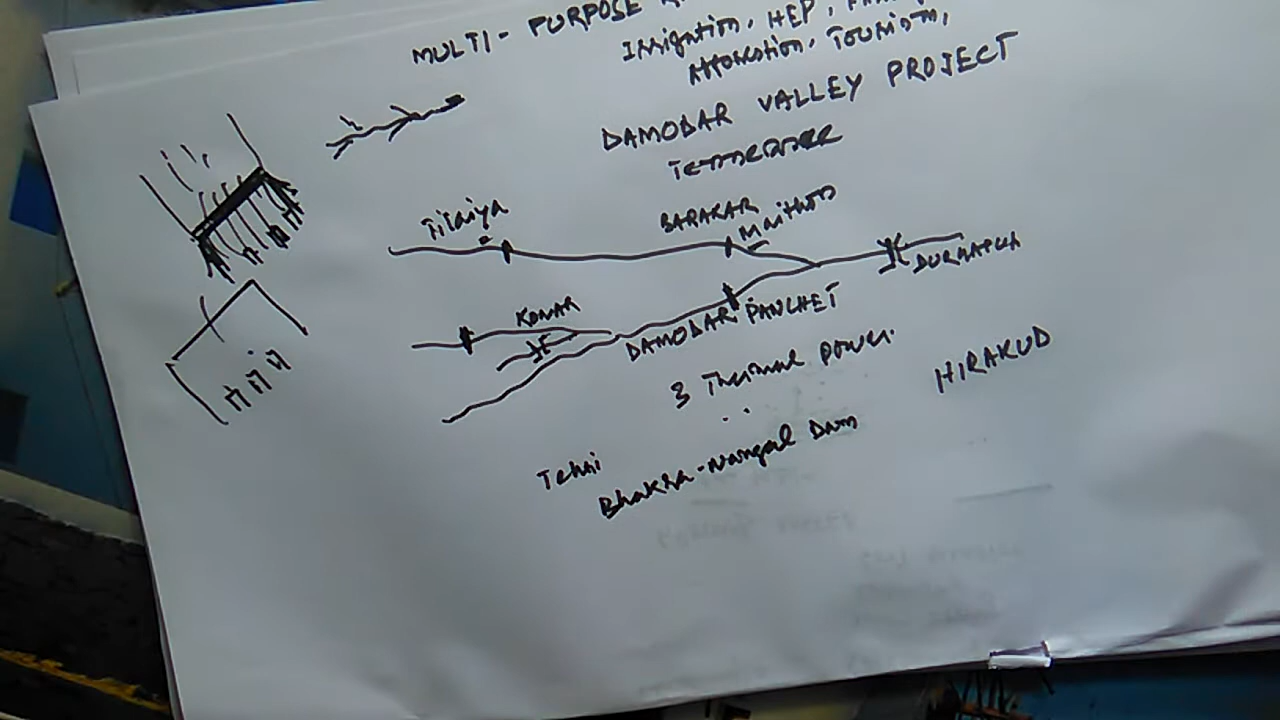 MULTI-PURPOSE
Irrigation, HEP,
Afforestation, Tourism,
DAMODAR VALLEY PROJECT
Tilaiya
BARAKAR
Maithon
DURGAPUR
KONAR
DAMODAR
PANCHET
3 Thermal power.
HIRAKUD
Tehri
Bhakra-Nangal Dam